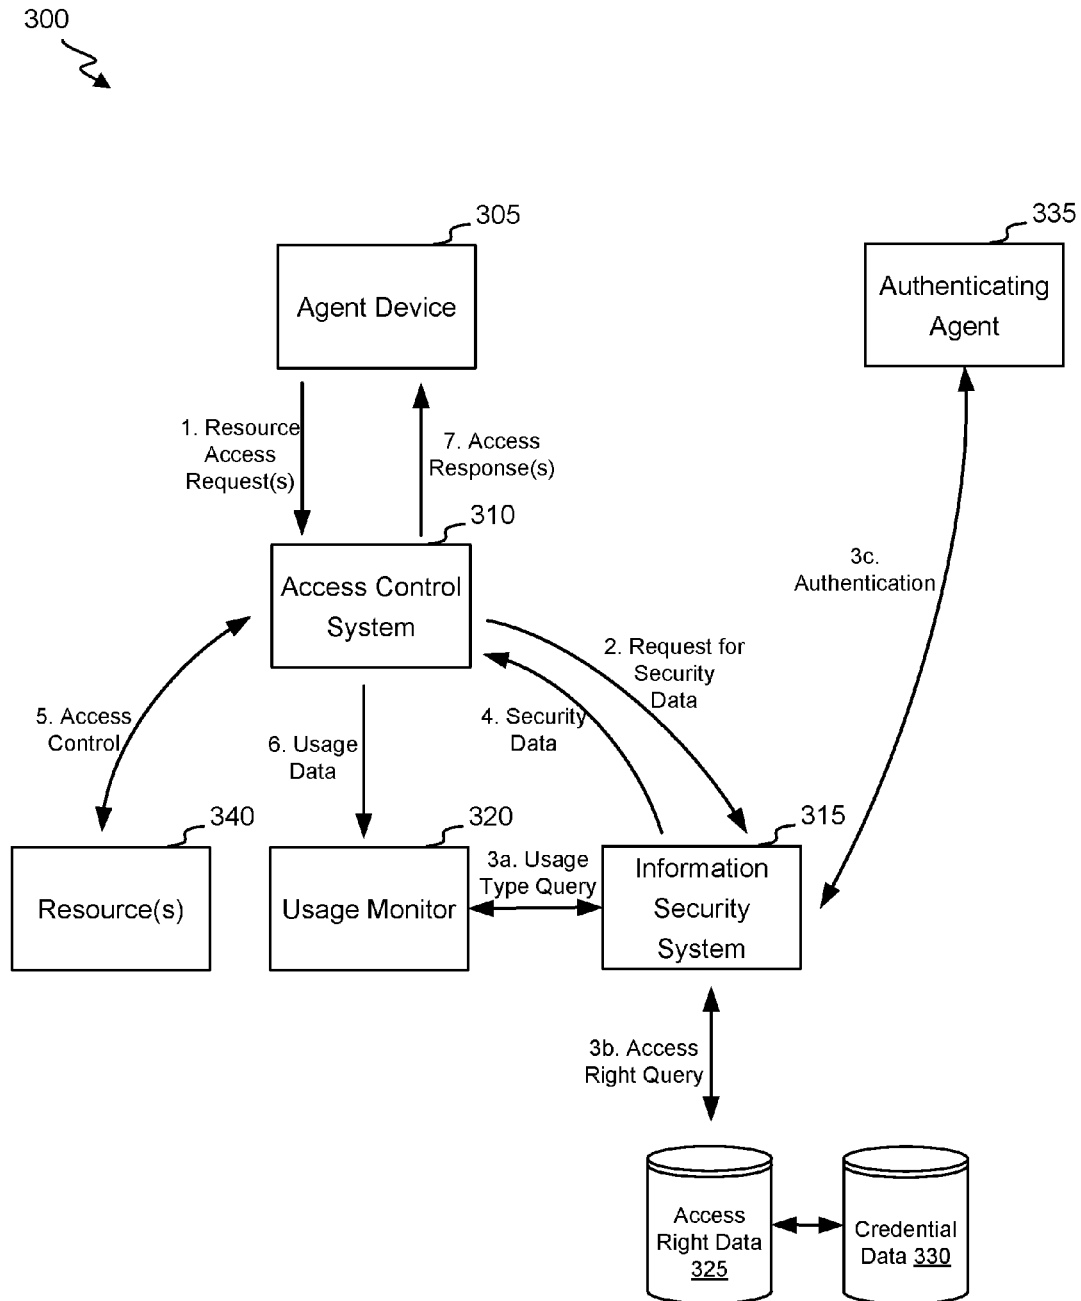 300
305
335
Agent Device
Authenticating
Agent
1. Resource
Access
Request(s)
7. Access
Response(s)
310
Access Control
System
3c.
Authentication
2. Request for
Security
Data
5. Access
Control
4. Security
Data
6. Usage
Data
340
320
315
Resource(s)
Usage Monitor
3a. Usage
Type Query
Information
Security
System
3b. Access
Right Query
Access
Right Data
325
Credential
Data 330